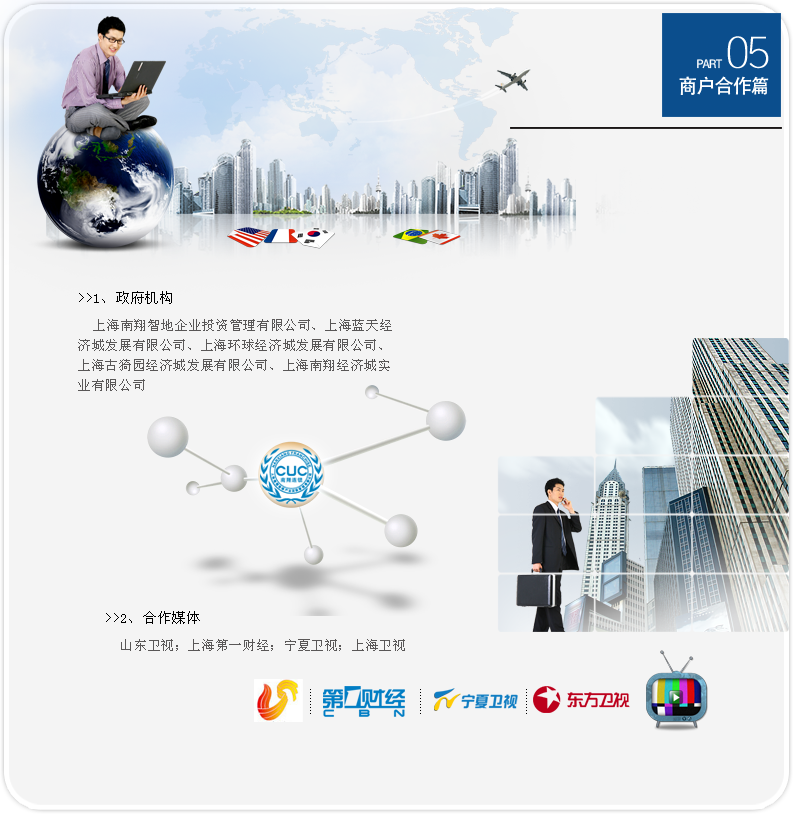 PART 05
商户合作篇
>>1、政府机构
上海南翔智地企业投资管理有限公司、上海蓝天经
济城发展有限公司、上海环球经济城发展有限公司、
上海古猗园经济城发展有限公司、上海南翔经济城实
业有限公司
CUC
>>2、合作媒体
山东卫视；上海第一财经；宁夏卫视；上海卫视
第1财经
CBN
宁夏卫视
东方卫视